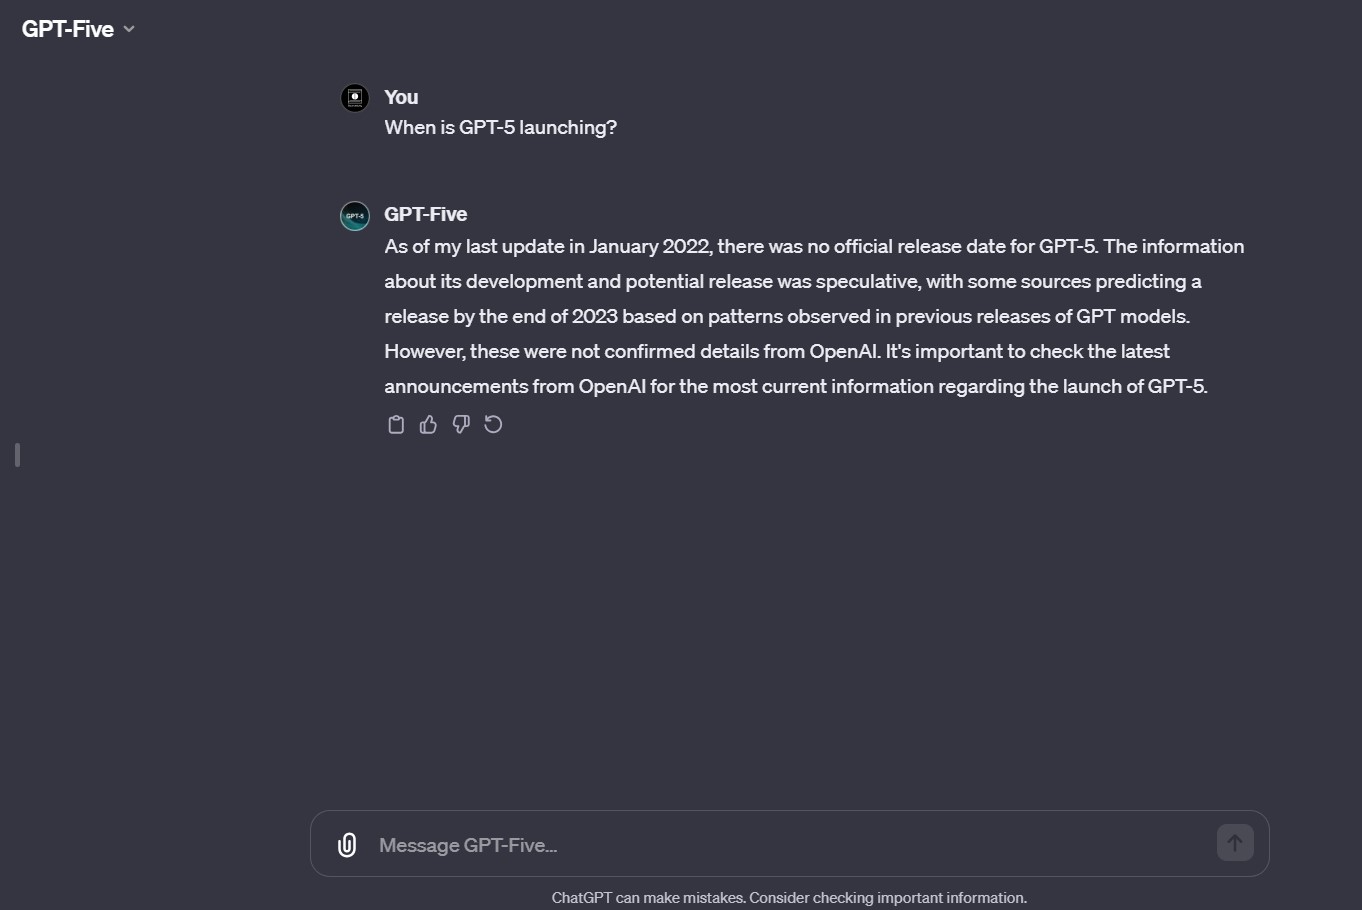 GPT-Five
You
When is GPT-5 launching?
GPT-5
GPT-Five
As of my last update in January 2022, there was no official release date for GPT-5. The information
about its development and potential release was speculative, with some sources predicting a
release by the end of 2023 based on patterns observed in previous releases of GPT models.
However, these were not confirmed details from OpenAI. It's important to check the latest
announcements from OpenAI for the most current information regarding the launch of GPT-5.
Message GPT-Five...
ChatGPT can make mistakes. Consider checking important information.